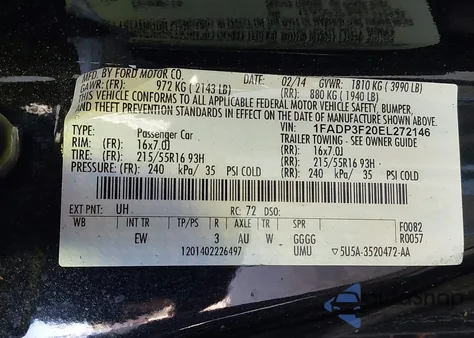 MFD. BY FORD MOTOR CO.
DATE: 02/14 GVWR: 1810 KG (3990 LB)
GAWR: (FR): 972 KG (2143 LB) (RR): 880 KG (1940 LB)
THIS VEHICLE CONFORMS TO ALL APPLICABLE FEDERAL MOTOR VEHICLE SAFETY, BUMPER,
AND THEFT PREVENTION STANDARDS IN EFFECT ON THE DATE OF MANUFACTURE SHOWN ABOVE.
VIN: 1FADP3F20EL272146
TYPE: Passenger Car TRAILER TOWING - SEE OWNER GUIDE
RIM: (FR): 16x7.0J (RR): 16x7.0J
TIRE: (FR): 215/55R16 93H (RR): 215/55R16 93H
PRESSURE: (FR): 240 kPa/ 35 PSI COLD (RR): 240 kPa/ 35 PSI COLD
EXT PNT: UH RC: 72 DSO:
WB INT TR TP/PS R AXLE TR SPR F0082
EW 3 AU W GGGG R0057
1201402226497 UMU ▽5U5A-3520472-AA